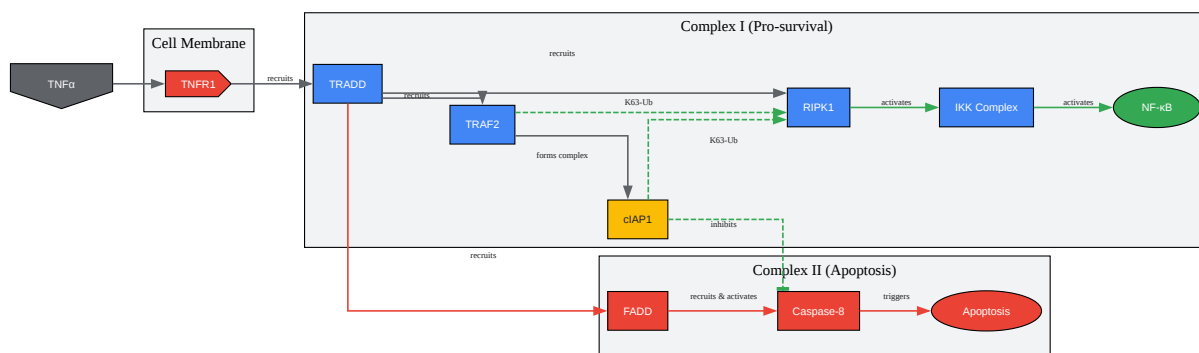 Complex I (Pro-survival)
Cell Membrane
recruits
TNFα
TNFR1
recruits
TRADD
recruits
K63-Ub
RIPK1
activates
IKK Complex
activates
NF-κB
TRAF2
K63-Ub
forms complex
cIAP1
inhibits
recruits
Complex II (Apoptosis)
FADD
recruits & activates
Caspase-8
triggers
Apoptosis